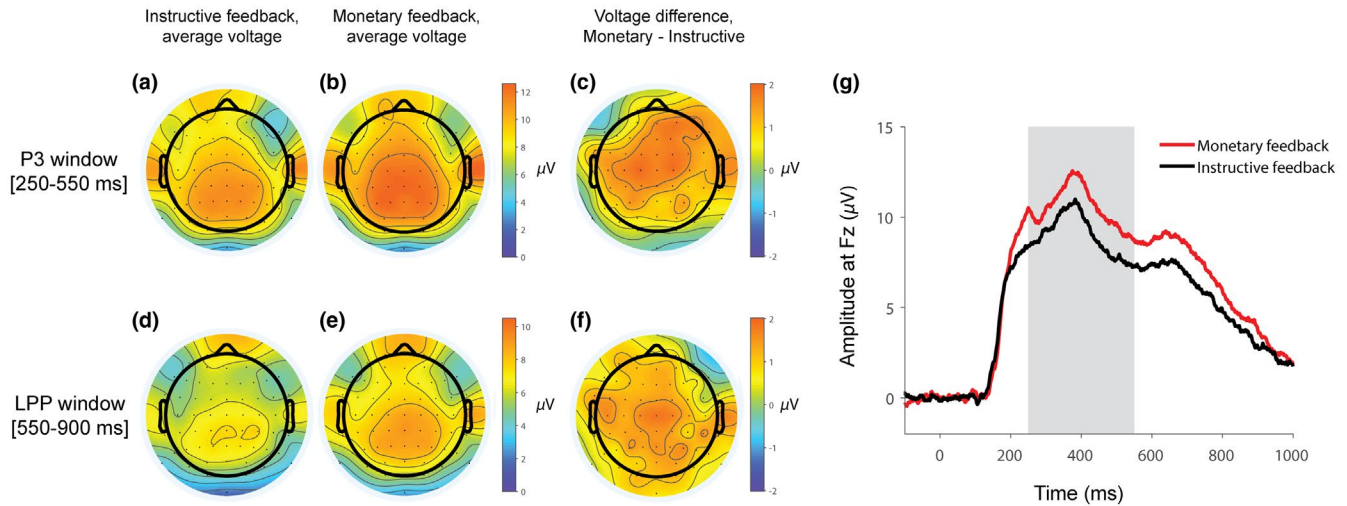 Instructive feedback,
average voltage
Monetary feedback,
average voltage
Voltage difference,
Monetary - Instructive
P3 window
[250-550 ms]
(a)
(b)
12
10
8
6
4
2
0
μV
(c)
2
1
0
-1
-2
μV
LPP window
[550-900 ms]
(d)
(e)
10
8
6
4
2
0
μV
(f)
2
1
0
-1
-2
μV
(g)
Amplitude at Fz (μV)
15
10
5
0
Monetary feedback
Instructive feedback
0 200 400 600 800 1000
Time (ms)